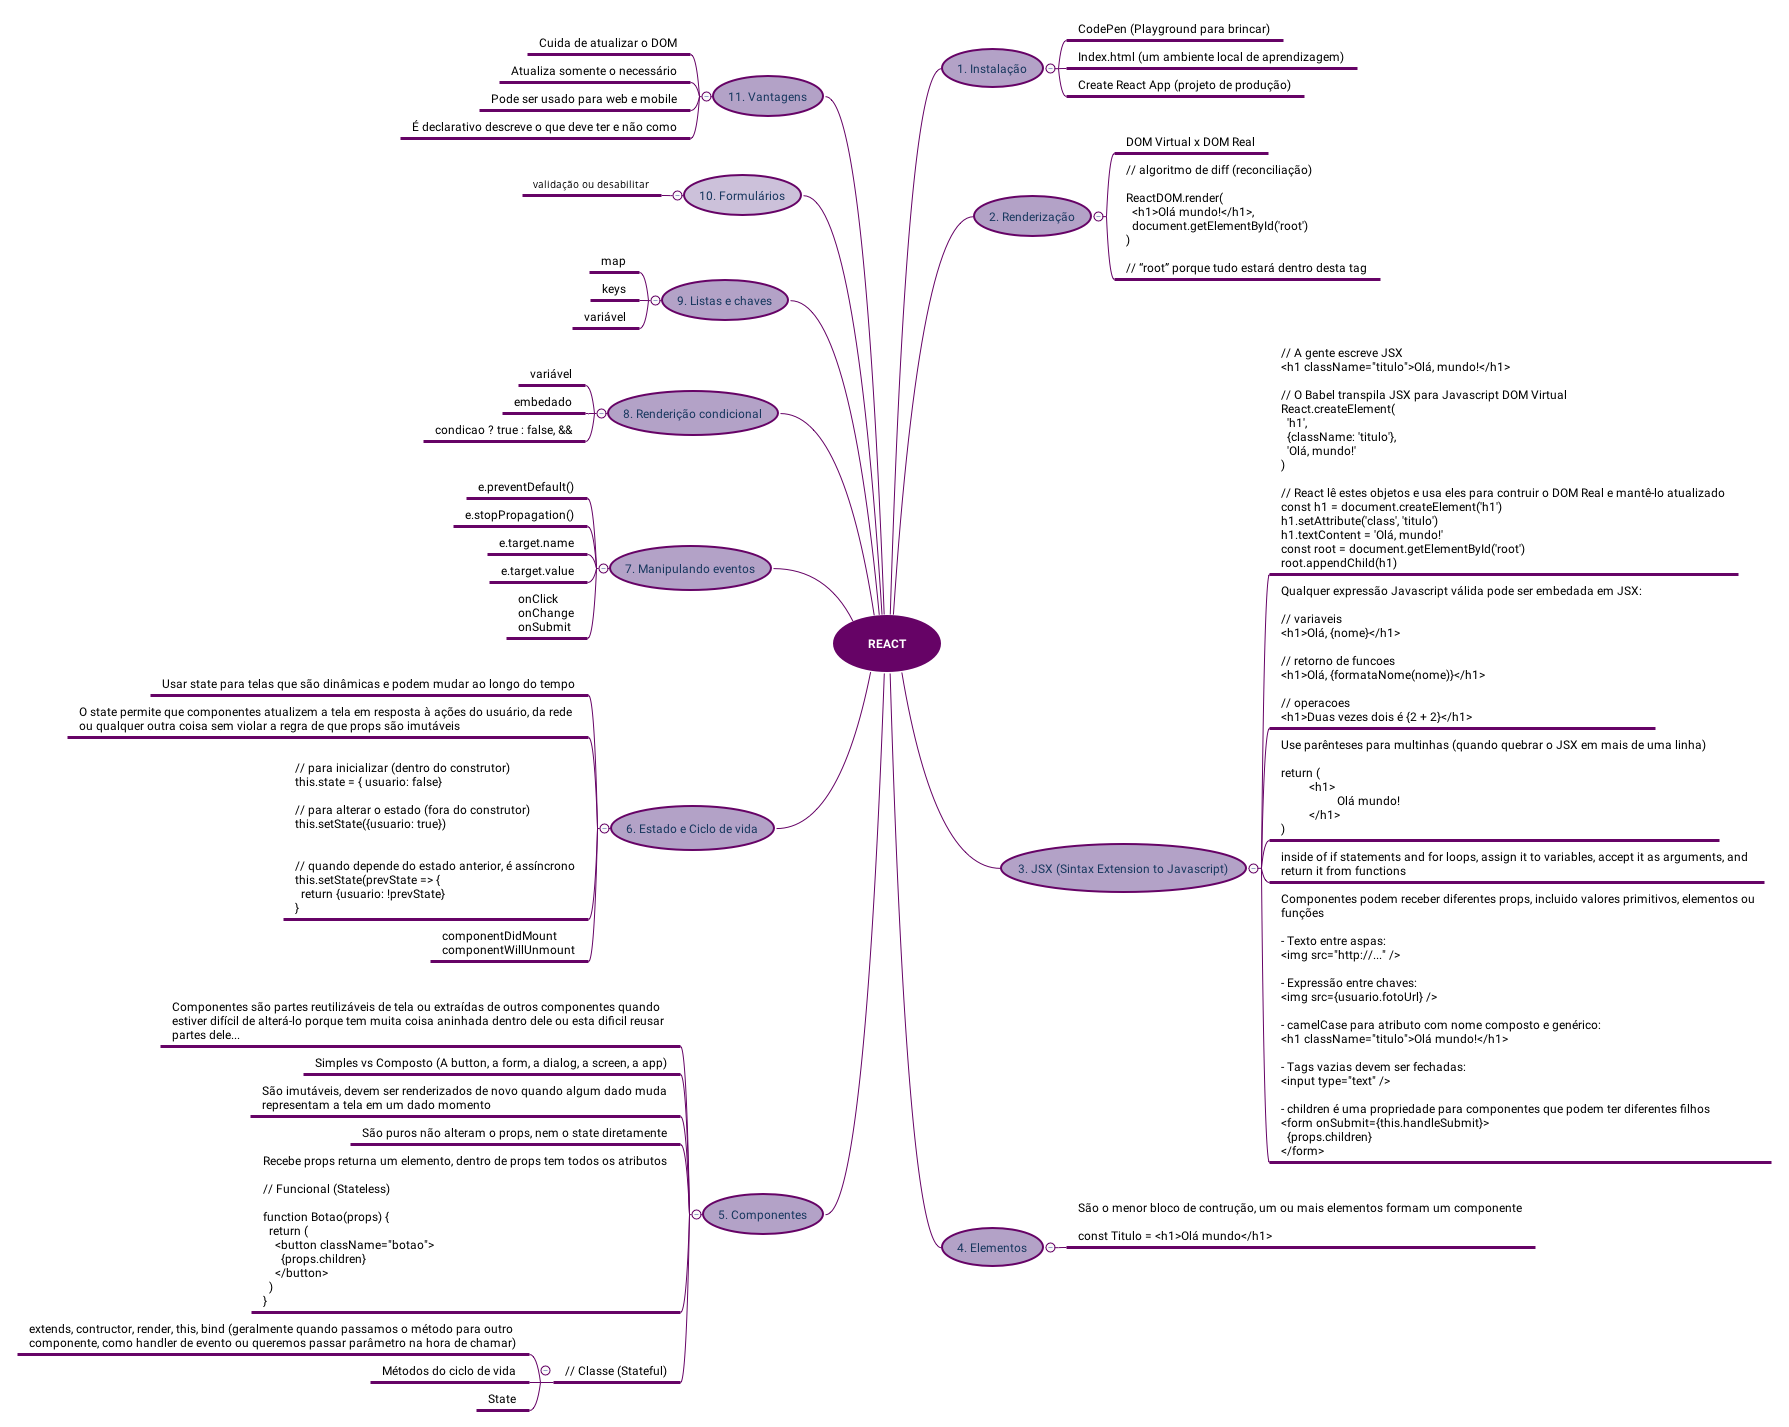 REACT
1. Instalação
CodePen (Playground para brincar)
Index.html (um ambiente local de aprendizagem)
Create React App (projeto de produção)
2. Renderização
DOM Virtual x DOM Real
// algoritmo de diff (reconciliação)
ReactDOM.render(
<h1>Olá mundo!</h1>,
document.getElementById('root')
)
// “root” porque tudo estará dentro desta tag
3. JSX (Sintax Extension to Javascript)
// A gente escreve JSX
<h1 className="titulo">Olá, mundo!</h1>
// O Babel transpila JSX para Javascript DOM Virtual
React.createElement(
'h1',
{className: 'titulo'},
'Olá, mundo!'
)
// React lê estes objetos e usa eles para contruir o DOM Real e mantê-lo atualizado
const h1 = document.createElement('h1')
h1.setAttribute('class', 'titulo')
h1.textContent = 'Olá, mundo!'
const root = document.getElementById('root')
root.appendChild(h1)
Qualquer expressão Javascript válida pode ser embedada em JSX:
// variaveis
<h1>Olá, {nome}</h1>
// retorno de funcoes
<h1>Olá, {formataNome(nome)}</h1>
// operacoes
<h1>Duas vezes dois é {2 + 2}</h1>
Use parênteses para multinhas (quando quebrar o JSX em mais de uma linha)
return (
<h1>
Olá mundo!
</h1>
)
inside of if statements and for loops, assign it to variables, accept it as arguments, and
return it from functions
Componentes podem receber diferentes props, incluido valores primitivos, elementos ou
funções
- Texto entre aspas:
<img src="http://..." />
- Expressão entre chaves:
<img src={usuario.fotoUrl} />
- camelCase para atributo com nome composto e genérico:
<h1 className="titulo">Olá mundo!</h1>
- Tags vazias devem ser fechadas:
<input type="text" />
- children é uma propriedade para componentes que podem ter diferentes filhos
<form onSubmit={this.handleSubmit}>
{props.children}
</form>
4. Elementos
São o menor bloco de contrução, um ou mais elementos formam um componente
const Titulo = <h1>Olá mundo</h1>
5. Componentes
Componentes são partes reutilizáveis de tela ou extraídas de outros componentes quando
estiver difícil de alterá-lo porque tem muita coisa aninhada dentro dele ou esta dificil reusar
partes dele...
Simples vs Composto (A button, a form, a dialog, a screen, a app)
São imutáveis, devem ser renderizados de novo quando algum dado muda
representam a tela em um dado momento
São puros não alteram o props, nem o state diretamente
Recebe props returna um elemento, dentro de props tem todos os atributos
// Funcional (Stateless)
function Botao(props) {
return (
<button className="botao">
{props.children}
</button>
)
}
// Classe (Stateful)
extends, contructor, render, this, bind (geralmente quando passamos o método para outro
componente, como handler de evento ou queremos passar parâmetro na hora de chamar)
Métodos do ciclo de vida
State
6. Estado e Ciclo de vida
Usar state para telas que são dinâmicas e podem mudar ao longo do tempo
O state permite que componentes atualizem a tela em resposta à ações do usuário, da rede
ou qualquer outra coisa sem violar a regra de que props são imutáveis
// para inicializar (dentro do construtor)
this.state = { usuario: false}
// para alterar o estado (fora do construtor)
this.setState({usuario: true})
// quando depende do estado anterior, é assíncrono
this.setState(prevState => {
return {usuario: !prevState}
}
componentDidMount
componentWillUnmount
7. Manipulando eventos
e.preventDefault()
e.stopPropagation()
e.target.name
e.target.value
onClick
onChange
onSubmit
8. Renderição condicional
variável
embedado
condicao ? true : false, &&
9. Listas e chaves
map
keys
variável
10. Formulários
validação ou desabilitar
11. Vantagens
Cuida de atualizar o DOM
Atualiza somente o necessário
Pode ser usado para web e mobile
É declarativo descreve o que deve ter e não como